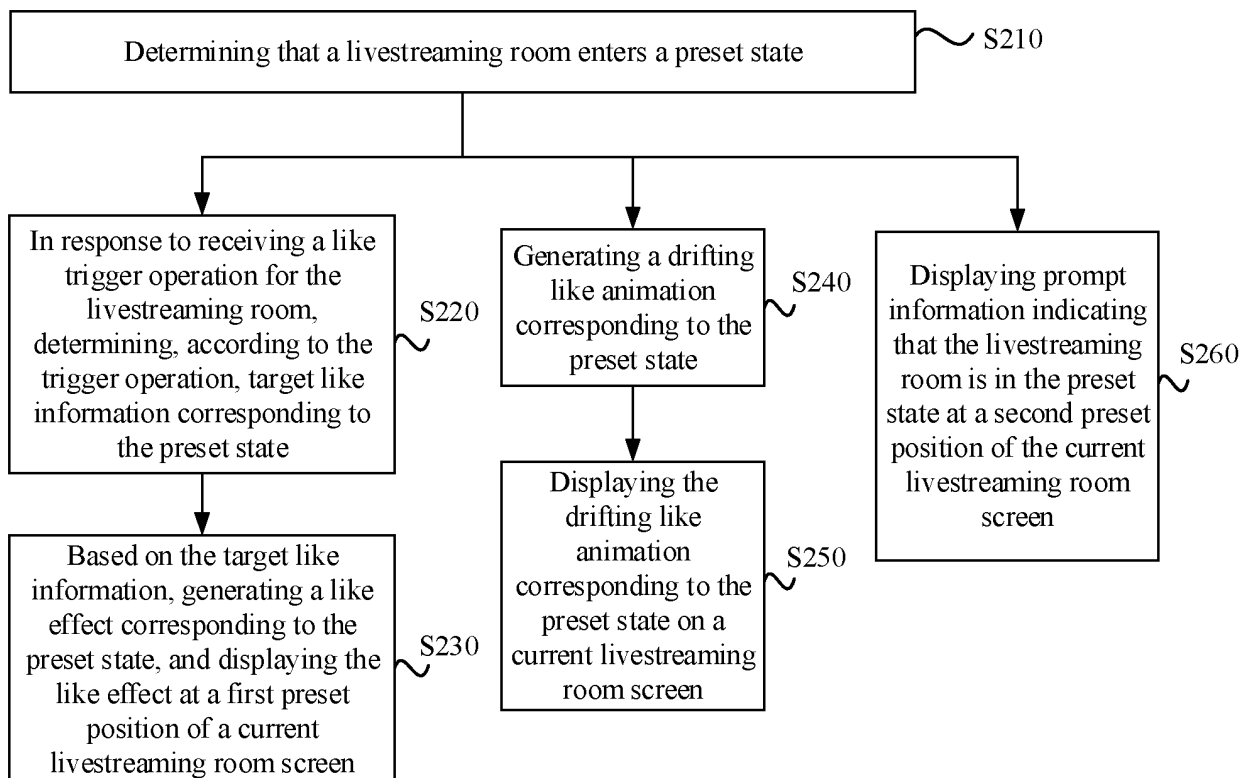 Determining that a livestreaming room enters a preset state
S210
In response to receiving a like
trigger operation for the
livestreaming room,
determining, according to the
trigger operation, target like
information corresponding to
the preset state
S220
Based on the target like
information, generating a like
effect corresponding to the
preset state, and displaying the
like effect at a first preset
position of a current
livestreaming room screen
S230
Generating a drifting
like animation
corresponding to the
preset state
S240
Displaying the
drifting like
animation
corresponding to the
preset state on a
current livestreaming
room screen
S250
Displaying prompt
information indicating
that the livestreaming
room is in the preset
state at a second preset
position of the current
livestreaming room
screen
S260